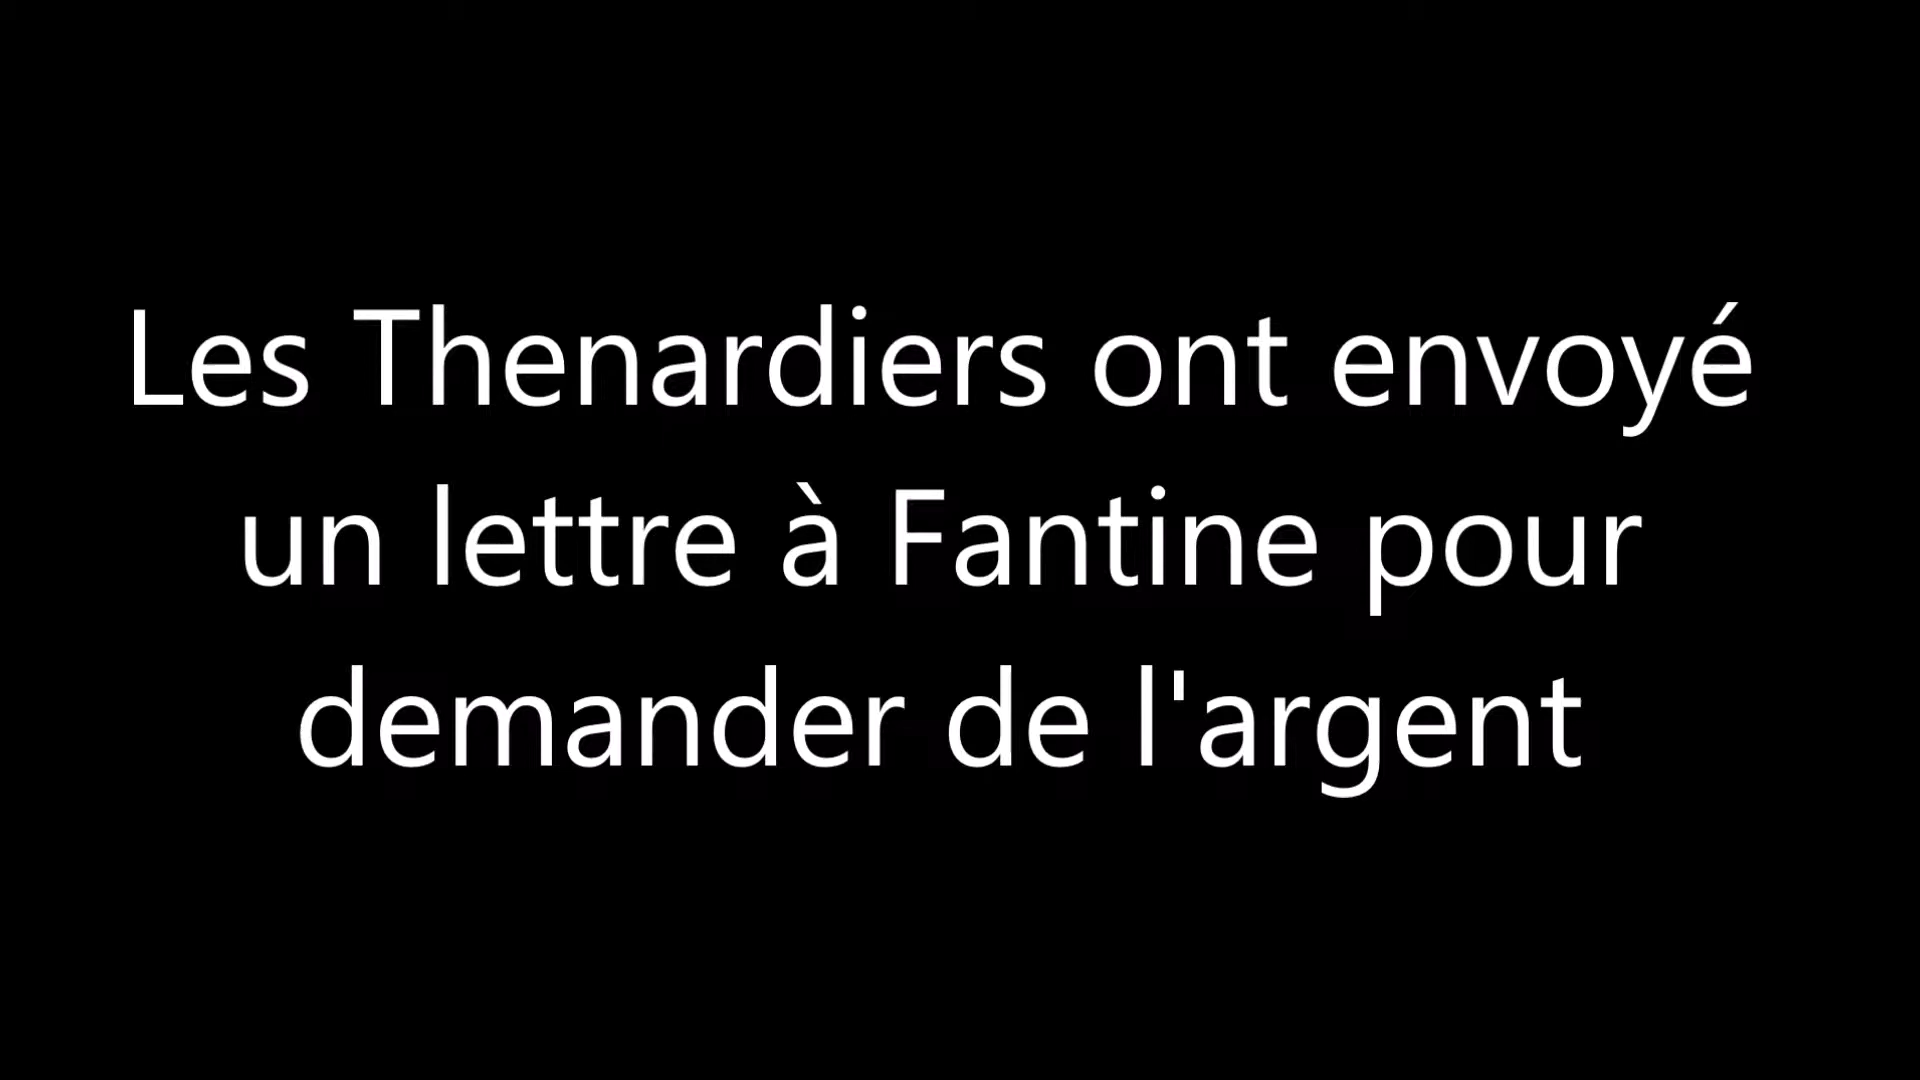 Les Thenardiers ont envoyé
un lettre à Fantine pour
demander de l'argent